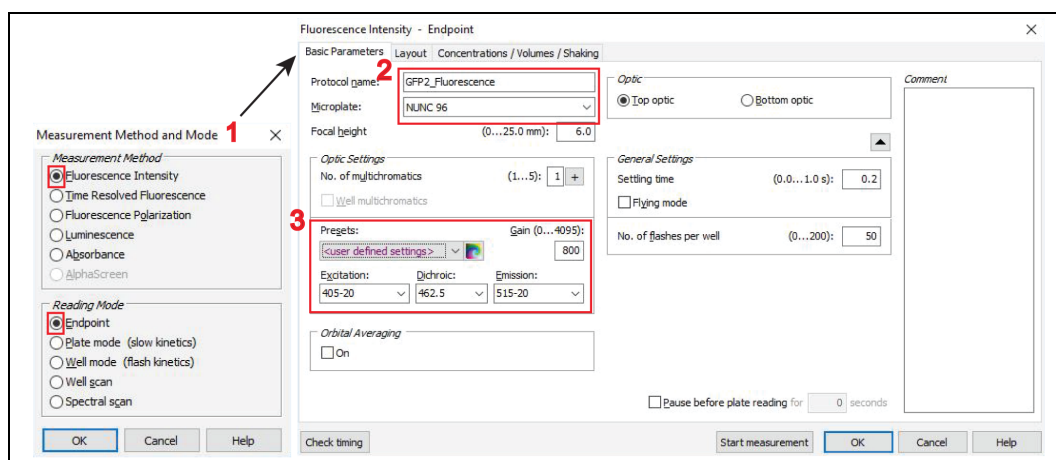 Fluorescence Intensity - Endpoint
Basic Parameters Layout Concentrations / Volumes / Shaking
2
Protocol name: GFP2_Fluorescence
Microplate: NUNC 96
Focal height (0...25.0 mm): 6.0
Optic
Top optic Bottom optic
Comment
1
Measurement Method and Mode
Measurement Method
Fluorescence Intensity
Time Resolved Fluorescence
Fluorescence Polarization
Luminescence
Absorbance
AlphaScreen
Reading Mode
Endpoint
Plate mode (slow kinetics)
Well mode (flash kinetics)
Well scan
Spectral scan
OK Cancel Help
Optic Settings
No. of multichromatics (1...5): 1 +
Well multichromatics
3
Presets: Gain (0...4095):
<user defined settings> 800
Excitation: Dichroic: Emission:
405-20 462.5 515-20
Orbital Averaging
On
General Settings
Settling time (0.0...1.0 s): 0.2
Flying mode
No. of flashes per well (0...200): 50
Pause before plate reading for 0 seconds
Check timing Start measurement OK Cancel Help